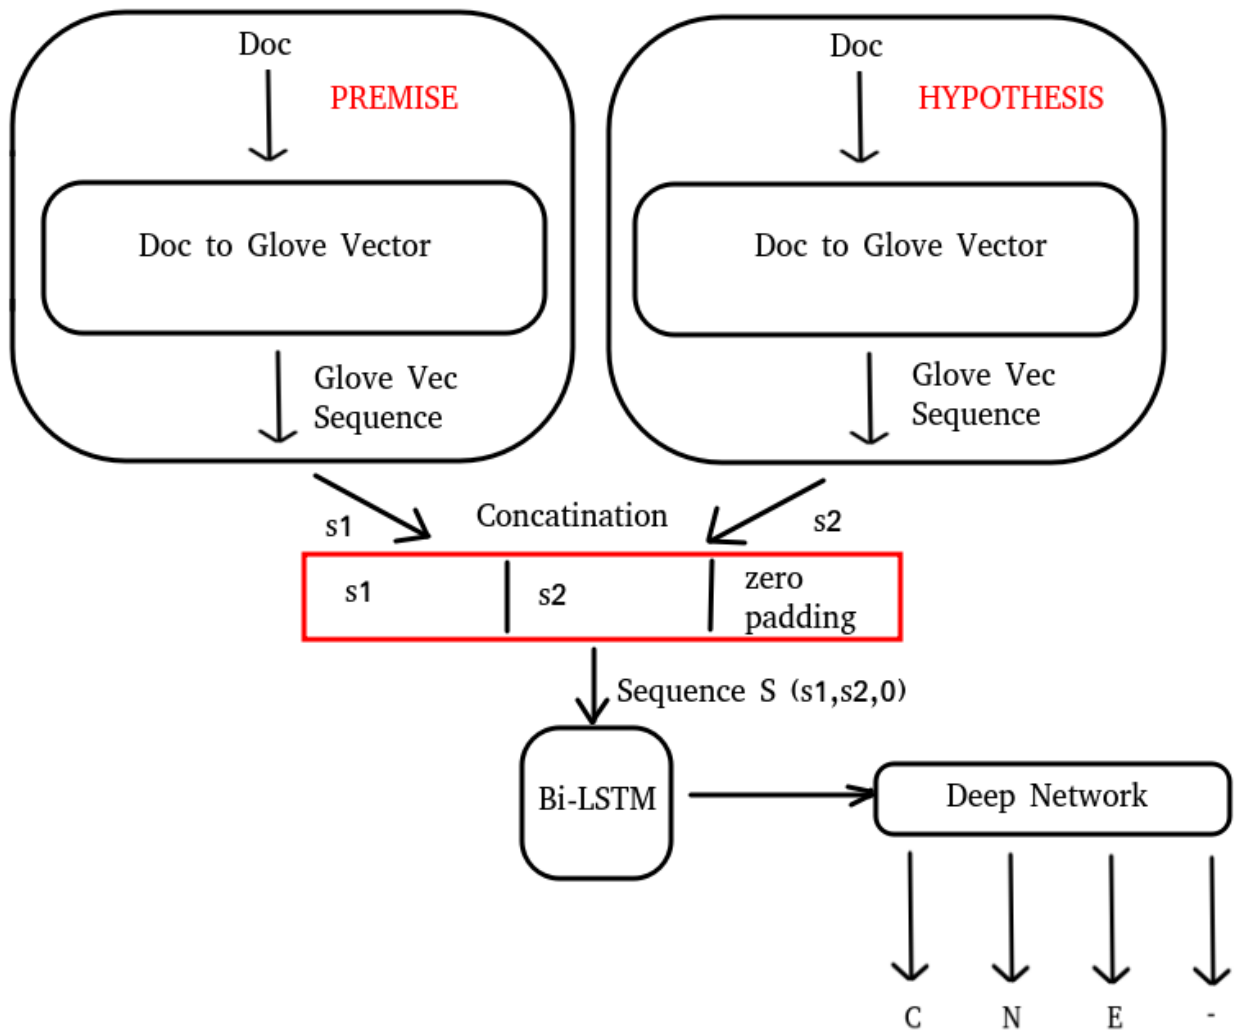 Doc
PREMISE
Doc to Glove Vector
Glove Vec
Sequence
Doc
HYPOTHESIS
Doc to Glove Vector
Glove Vec
Sequence
s1
Concatination
s2
s1
s2
zero
padding
Sequence S (s1,s2,0)
Bi-LSTM
Deep Network
C N E -